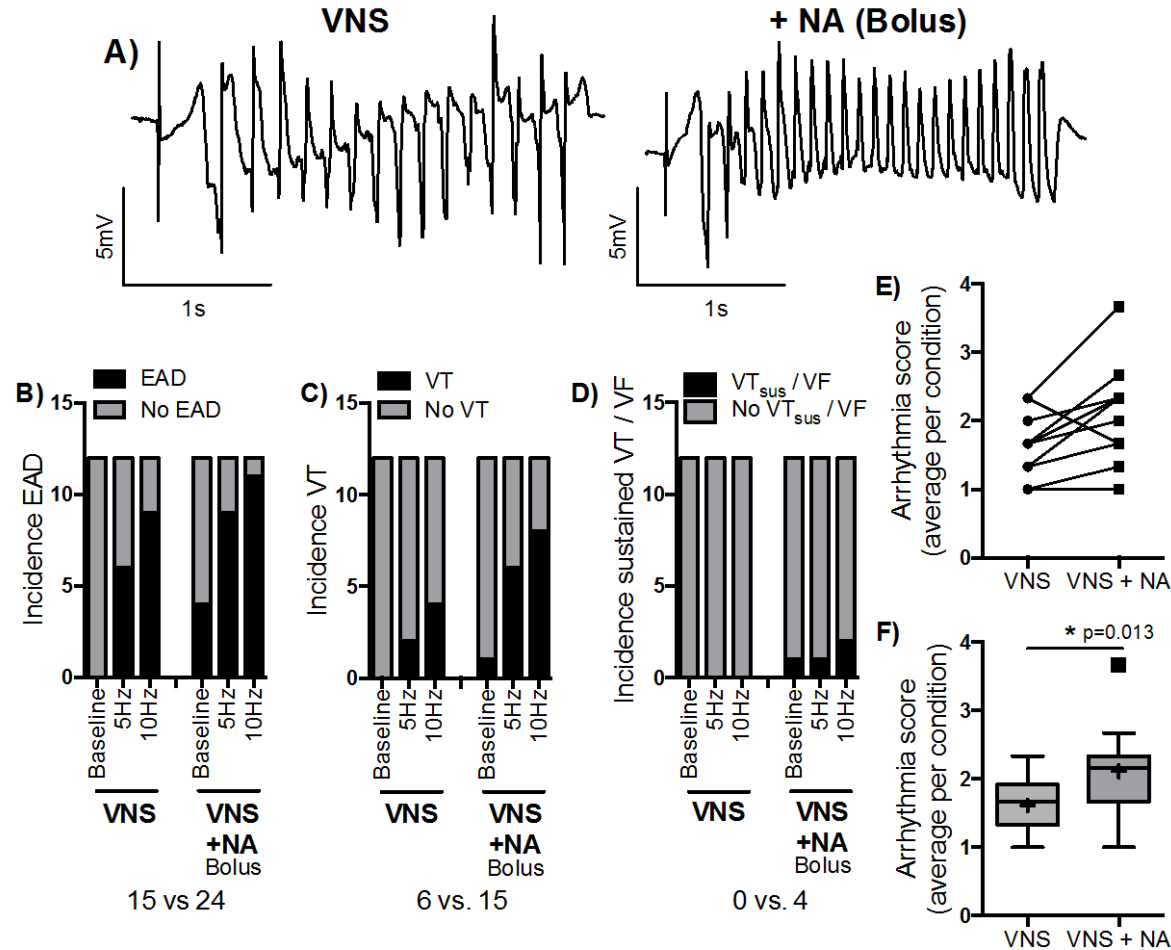 VNS
+ NA (Bolus)
A)
5mV
1s
5mV
1s
B)
EAD
No EAD
15
10
5
0
Incidence EAD
Baseline
5Hz
10Hz
Baseline
5Hz
10Hz
VNS
VNS
+NA
Bolus
15 vs 24
C)
VT
No VT
15
10
5
0
Incidence VT
Baseline
5Hz
10Hz
Baseline
5Hz
10Hz
VNS
VNS
+NA
Bolus
6 vs. 15
D)
VTsus / VF
No VTsus / VF
15
10
5
0
Incidence sustained VT / VF
Baseline
5Hz
10Hz
Baseline
5Hz
10Hz
VNS
VNS
+NA
Bolus
0 vs. 4
E)
Arrhythmia score
(average per condition)
4
3
2
1
0
VNS
VNS + NA
F)
* p=0.013
Arrhythmia score
(average per condition)
4
3
2
1
0
VNS
VNS + NA